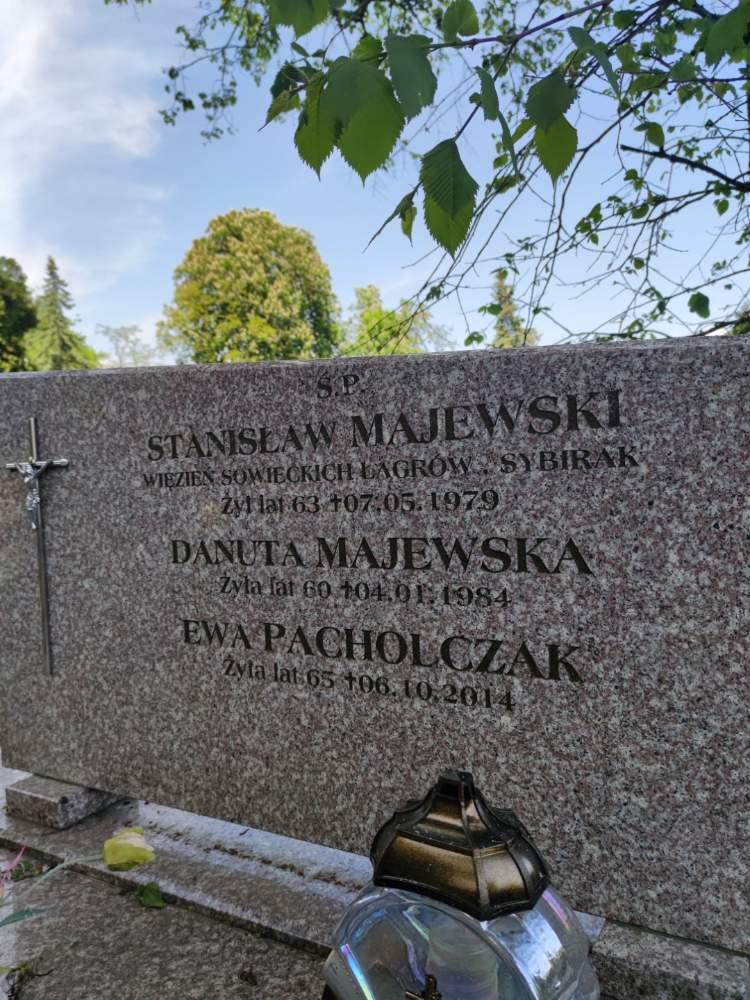 Ś.P.
STANISŁAW MAJEWSKI
WIĘZIEŃ SOWIECKICH ŁAGRÓW . SYBIRAK
Żył lat 63 ✝07.05.1979
DANUTA MAJEWSKA
Żyła lat 60 ✝04.01.1984
EWA PACHOLCZAK
Żyła lat 65 ✝06.10.2014